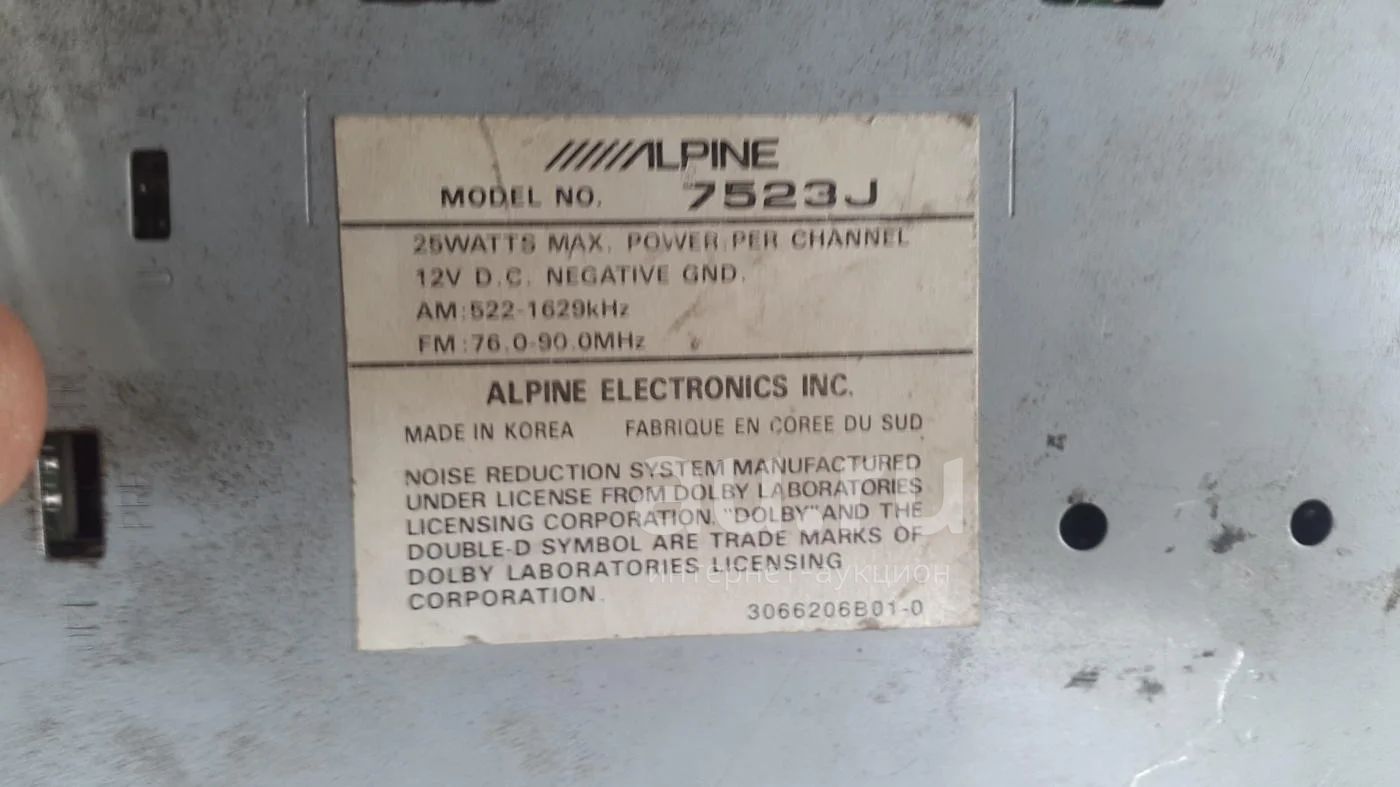 ALPINE
MODEL NO. 7523J
25WATTS MAX. POWER PER CHANNEL
12V D.C. NEGATIVE GND.
AM:522-1629kHz
FM:76.0-90.0MHz
ALPINE ELECTRONICS INC.
MADE IN KOREA FABRIQUE EN COREE DU SUD
NOISE REDUCTION SYSTEM MANUFACTURED
UNDER LICENSE FROM DOLBY LABORATORIES
LICENSING CORPORATION. "DOLBY" AND THE
DOUBLE-D SYMBOL ARE TRADE MARKS OF
DOLBY LABORATORIES LICENSING
CORPORATION.
3066206B01-0
au.ru
интернет-аукцион